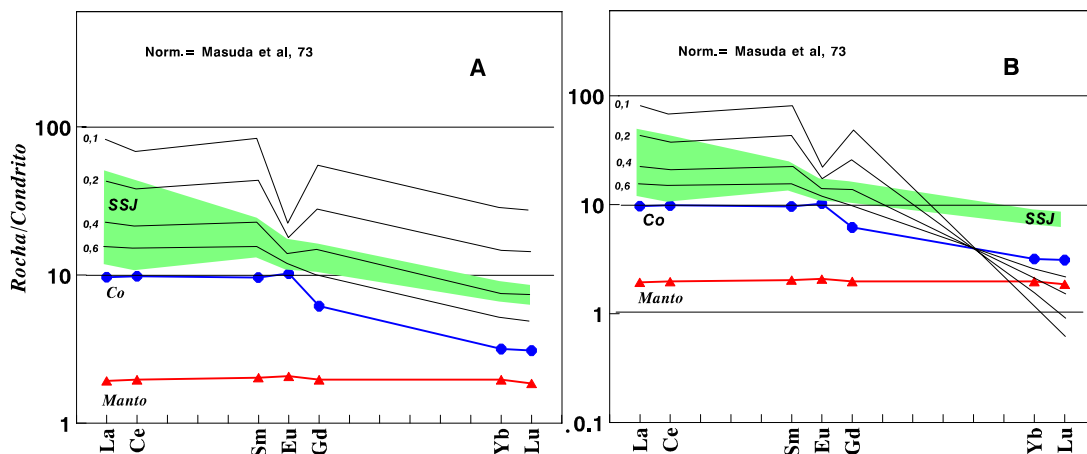 Norm.= Masuda et al, 73
A
Rocha/Condrito
100
10
1
0,1
0,2
0,4
0,6
SSJ
Co
Manto
La Ce Sm Eu Gd Yb Lu
Norm.= Masuda et al, 73
B
100
10
1
0.1
0,1
0,2
0,4
0,6
SSJ
Co
Manto
La Ce Sm Eu Gd Yb Lu